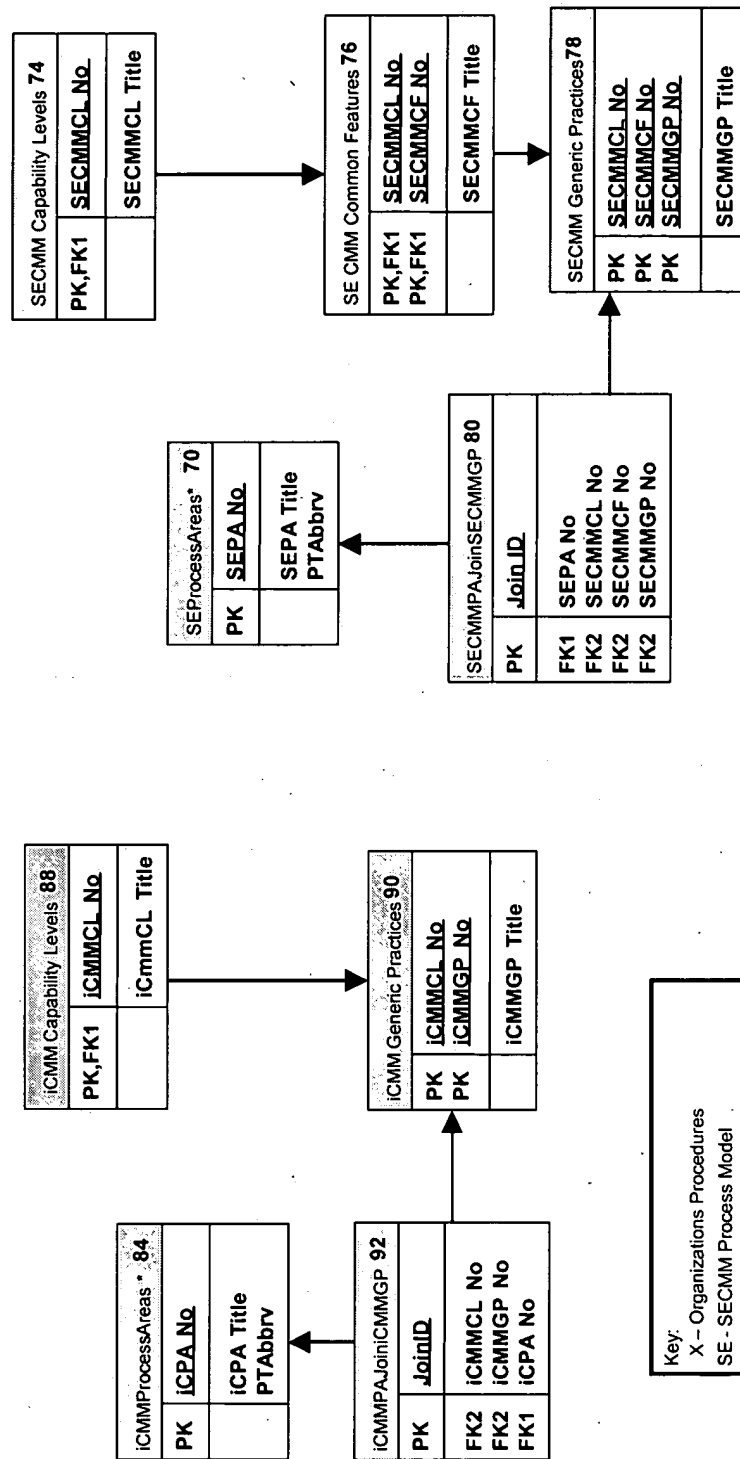 SECMM Capability Levels 74
PK,FK1 SECMMCL No
SECMMCL Title
SE CMM Common Features 76
PK,FK1 SECMMCL No
PK,FK1 SECMMCF No
SECMMCF Title
SECMM Generic Practices78
PK SECMMCL No
PK SECMMCF No
PK SECMMGP No
SECMMGP Title
SEProcessAreas* 70
PK SEPA No
SEPA Title
PTAbbrv
SECMMPAJoinSECMMGP 80
PK Join ID
FK1 SEPA No
FK2 SECMMCL No
FK2 SECMMCF No
FK2 SECMMGP No
iCMM Capability Levels 88
PK,FK1 iCMMCL No
iCmmCL Title
iCMM Generic Practices 90
PK iCMMCL No
PK iCMMGP No
iCMMGP Title
iCMMProcessAreas * 84
PK iCPA No
iCPA Title
PTAbbrv
iCMMPAJoiniCMMGP 92
PK JoinID
FK2 iCMMCL No
FK2 iCMMGP No
FK1 iCPA No
Key:
X – Organizations Procedures
SE - SECMM Process Model